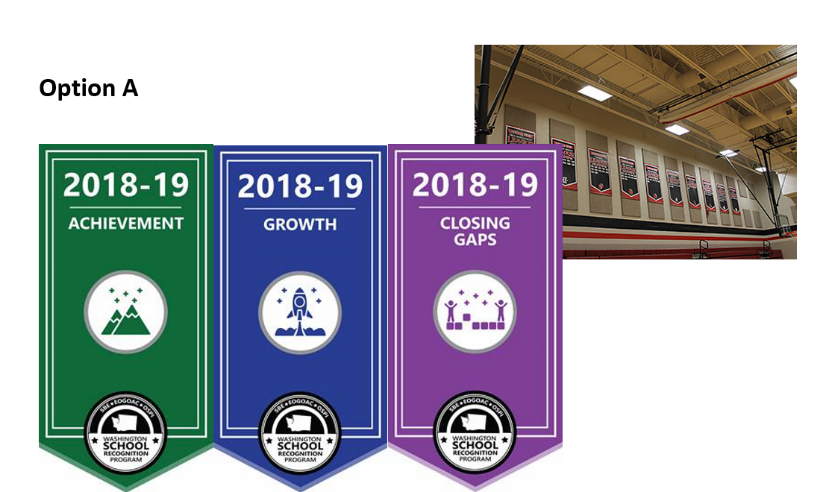 Option A
2018-19
ACHIEVEMENT
SBE★EOGOAC★OSPI
WASHINGTON
SCHOOL
RECOGNITION
PROGRAM
2018-19
GROWTH
SBE★EOGOAC★OSPI
WASHINGTON
SCHOOL
RECOGNITION
PROGRAM
2018-19
CLOSING
GAPS
SBE★EOGOAC★OSPI
WASHINGTON
SCHOOL
RECOGNITION
PROGRAM